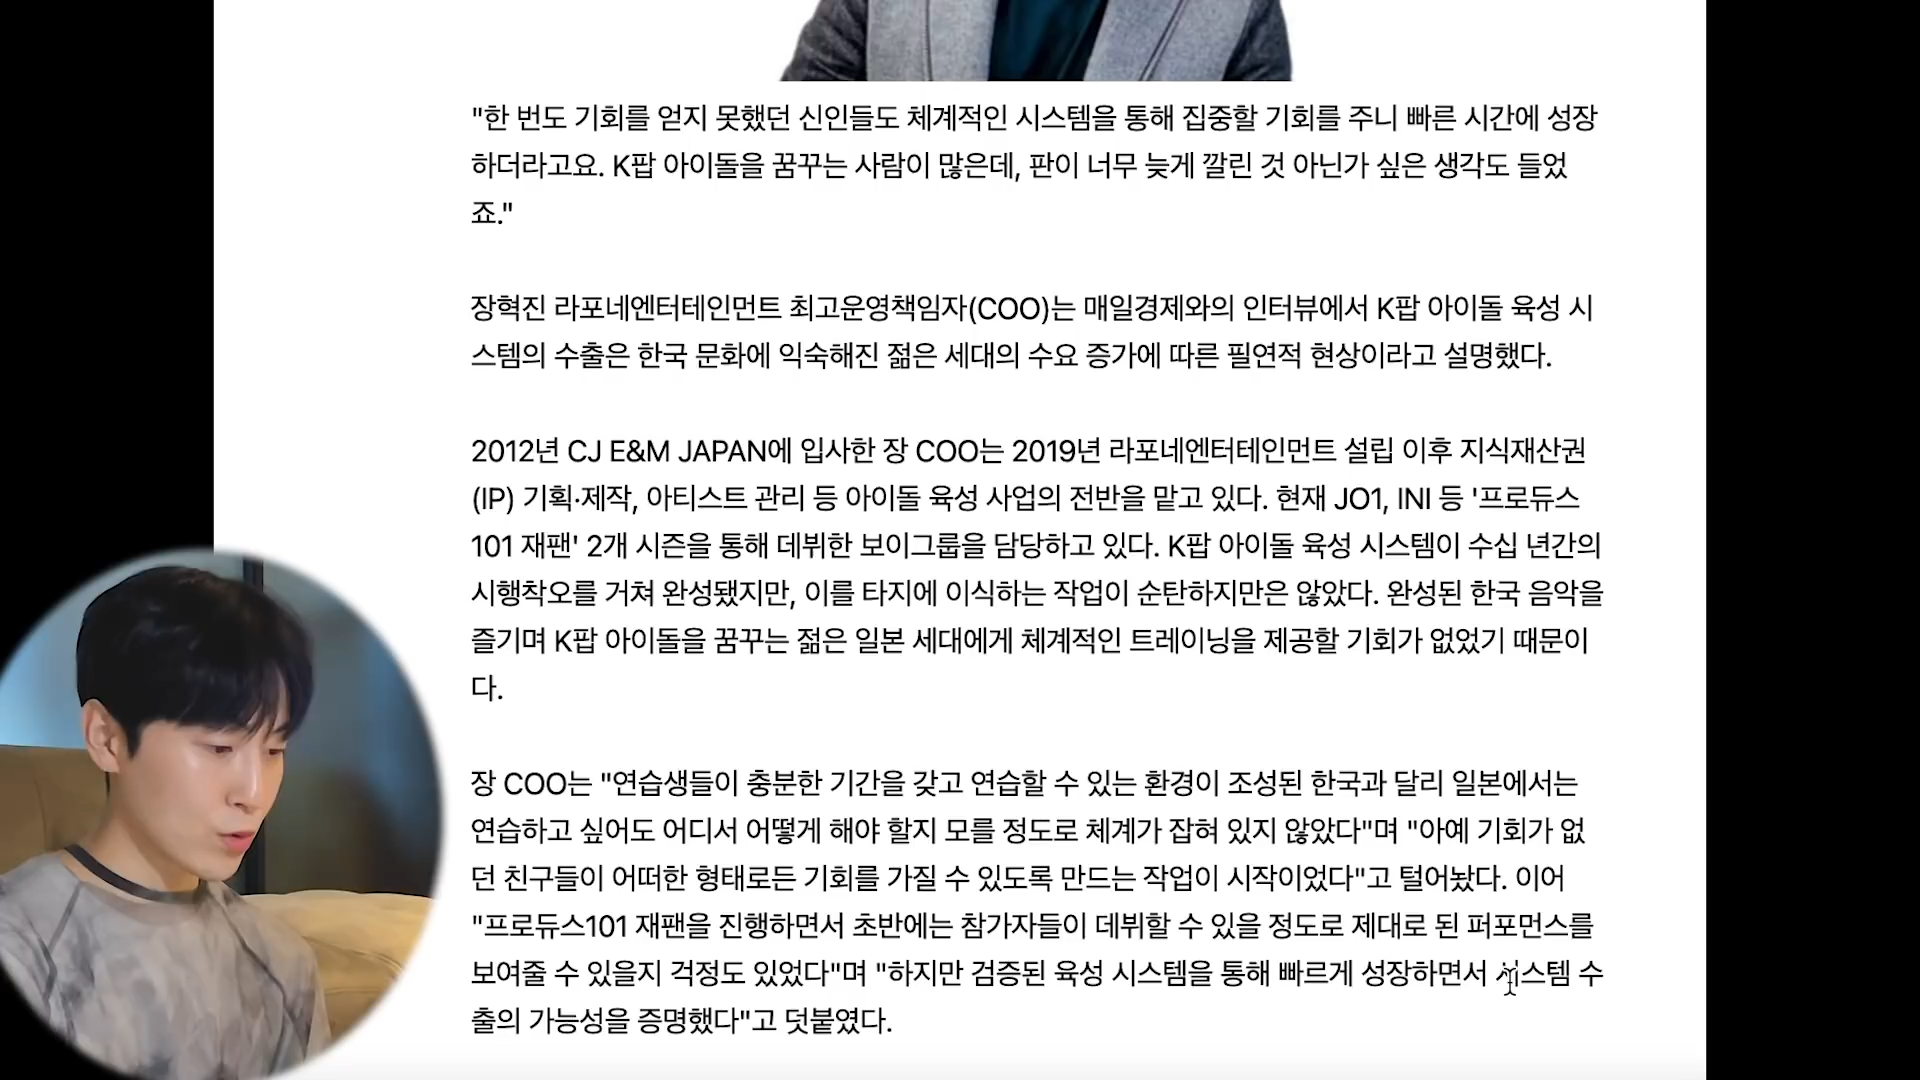 "한 번도 기회를 얻지 못했던 신인들도 체계적인 시스템을 통해 집중할 기회를 주니 빠른 시간에 성장
하더라고요. K팝 아이돌을 꿈꾸는 사람이 많은데, 판이 너무 늦게 깔린 것 아닌가 싶은 생각도 들었
죠."
장혁진 라포네엔터테인먼트 최고운영책임자(COO)는 매일경제와의 인터뷰에서 K팝 아이돌 육성 시
스템의 수출은 한국 문화에 익숙해진 젊은 세대의 수요 증가에 따른 필연적 현상이라고 설명했다.
2012년 CJ E&M JAPAN에 입사한 장 COO는 2019년 라포네엔터테인먼트 설립 이후 지식재산권
(IP) 기획·제작, 아티스트 관리 등 아이돌 육성 사업의 전반을 맡고 있다. 현재 JO1, INI 등 '프로듀스
101 재팬' 2개 시즌을 통해 데뷔한 보이그룹을 담당하고 있다. K팝 아이돌 육성 시스템이 수십 년간의
시행착오를 거쳐 완성됐지만, 이를 타지에 이식하는 작업이 순탄하지만은 않았다. 완성된 한국 음악을
즐기며 K팝 아이돌을 꿈꾸는 젊은 일본 세대에게 체계적인 트레이닝을 제공할 기회가 없었기 때문이
다.
장 COO는 "연습생들이 충분한 기간을 갖고 연습할 수 있는 환경이 조성된 한국과 달리 일본에서는
연습하고 싶어도 어디서 어떻게 해야 할지 모를 정도로 체계가 잡혀 있지 않았다"며 "아예 기회가 없
던 친구들이 어떠한 형태로든 기회를 가질 수 있도록 만드는 작업이 시작이었다"고 털어놨다. 이어
"프로듀스101 재팬을 진행하면서 초반에는 참가자들이 데뷔할 수 있을 정도로 제대로 된 퍼포먼스를
보여줄 수 있을지 걱정도 있었다"며 "하지만 검증된 육성 시스템을 통해 빠르게 성장하면서 시스템 수
출의 가능성을 증명했다"고 덧붙였다.